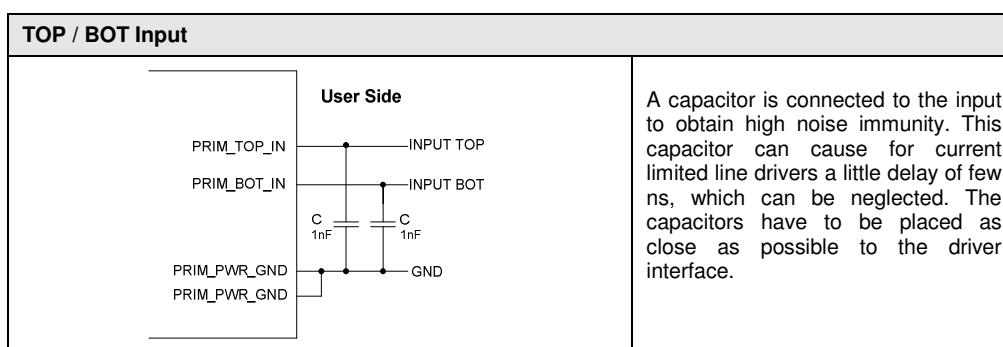 TOP / BOT Input
User Side
PRIM_TOP_IN
INPUT TOP
PRIM_BOT_IN
INPUT BOT
C
1nF
C
1nF
PRIM_PWR_GND
GND
PRIM_PWR_GND
A capacitor is connected to the input
to obtain high noise immunity. This
capacitor can cause for current
limited line drivers a little delay of few
ns, which can be neglected. The
capacitors have to be placed as
close as possible to the driver
interface.